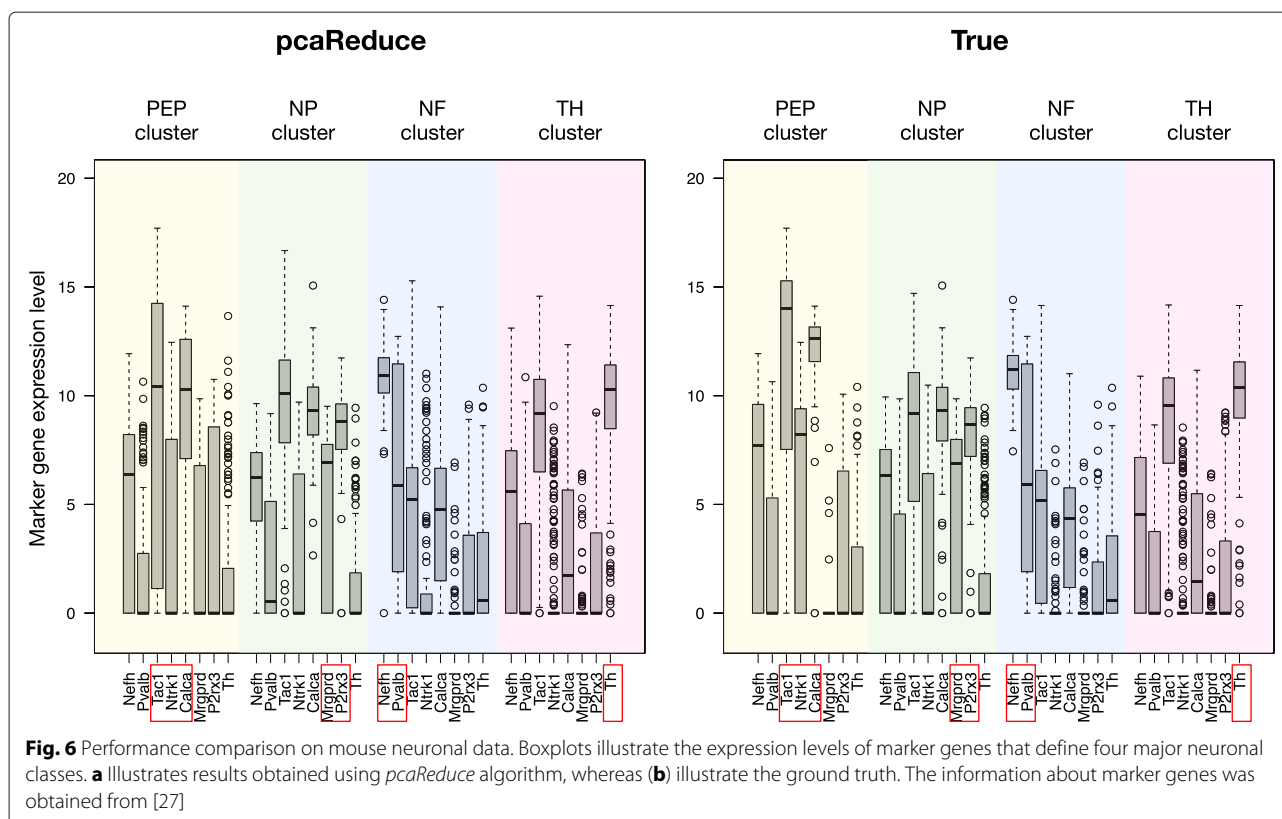 pcaReduce
True
PEP
cluster
NP
cluster
NF
cluster
TH
cluster
PEP
cluster
NP
cluster
NF
cluster
TH
cluster
Marker gene expression level
20
15
10
5
0
20
15
10
5
0
Nefh
Pvalb
Tac1
Ntrk1
Calca
Mrgprd
P2rx3
Th
Nefh
Pvalb
Tac1
Ntrk1
Calca
Mrgprd
P2rx3
Th
Nefh
Pvalb
Tac1
Ntrk1
Calca
Mrgprd
P2rx3
Th
Nefh
Pvalb
Tac1
Ntrk1
Calca
Mrgprd
P2rx3
Th
Nefh
Pvalb
Tac1
Ntrk1
Calca
Mrgprd
P2rx3
Th
Nefh
Pvalb
Tac1
Ntrk1
Calca
Mrgprd
P2rx3
Th
Nefh
Pvalb
Tac1
Ntrk1
Calca
Mrgprd
P2rx3
Th
Nefh
Pvalb
Tac1
Ntrk1
Calca
Mrgprd
P2rx3
Th
Fig. 6 Performance comparison on mouse neuronal data. Boxplots illustrate the expression levels of marker genes that define four major neuronal
classes. a Illustrates results obtained using pcaReduce algorithm, whereas (b) illustrate the ground truth. The information about marker genes was
obtained from [27]